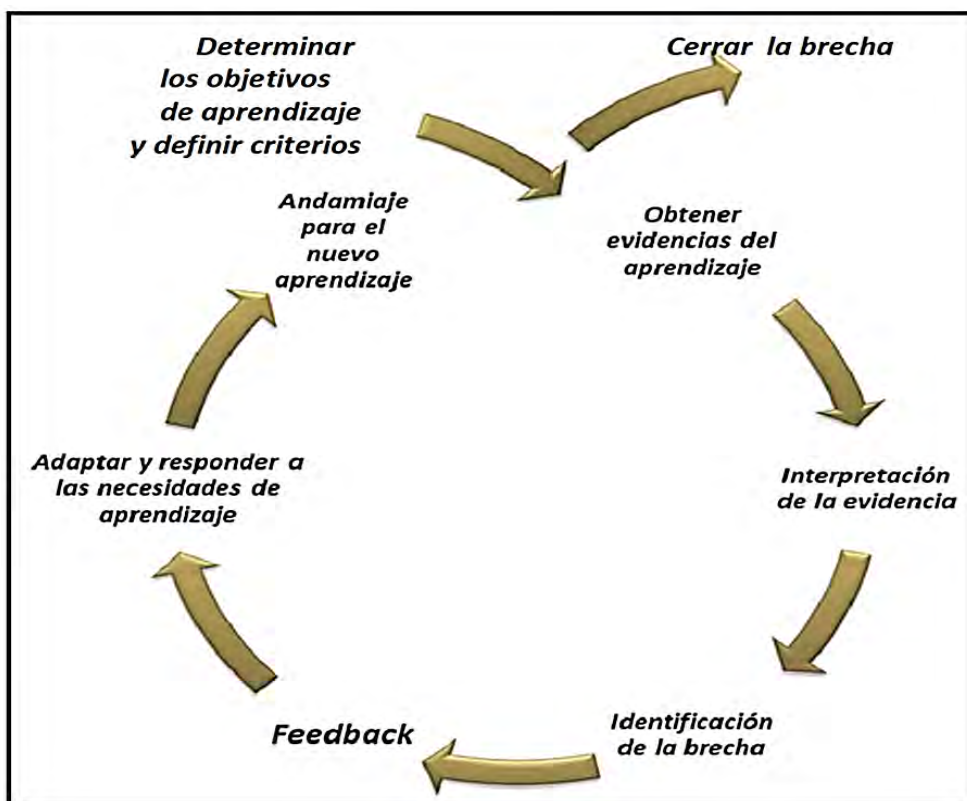 Determinar
los objetivos
de aprendizaje
y definir criterios
Cerrar la brecha
Andamiaje
para el
nuevo
aprendizaje
Obtener
evidencias del
aprendizaje
Adaptar y responder a
las necesidades de
aprendizaje
Interpretación
de la evidencia
Feedback
Identificación
de la brecha